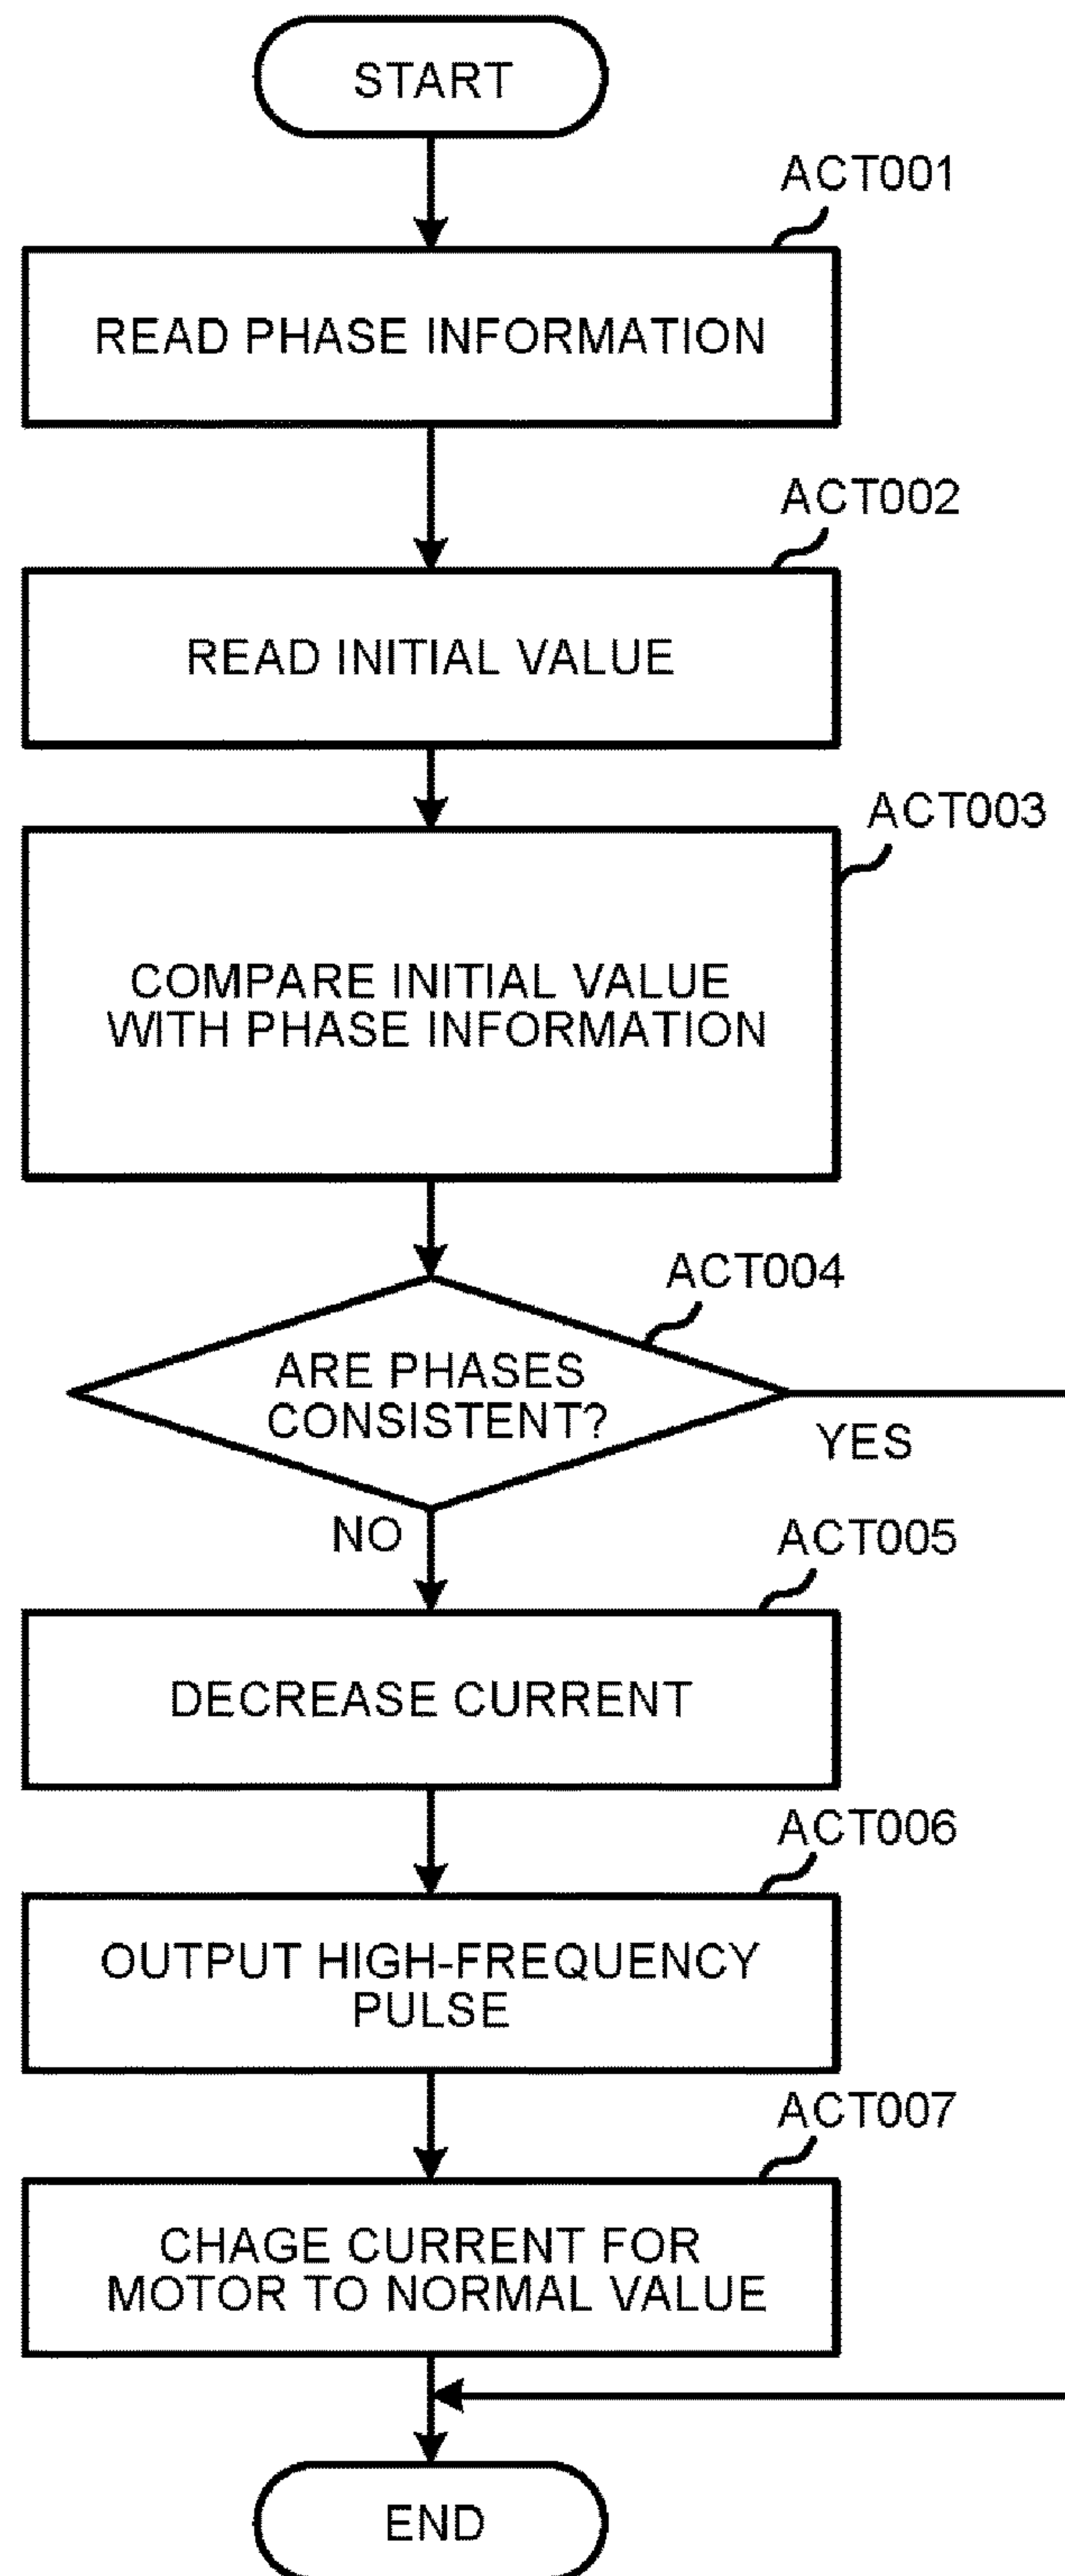 START
ACT001
READ PHASE INFORMATION
ACT002
READ INITIAL VALUE
ACT003
COMPARE INITIAL VALUE
WITH PHASE INFORMATION
ACT004
ARE PHASES
CONSISTENT?
YES
NO
ACT005
DECREASE CURRENT
ACT006
OUTPUT HIGH-FREQUENCY
PULSE
ACT007
CHAGE CURRENT FOR
MOTOR TO NORMAL VALUE
END